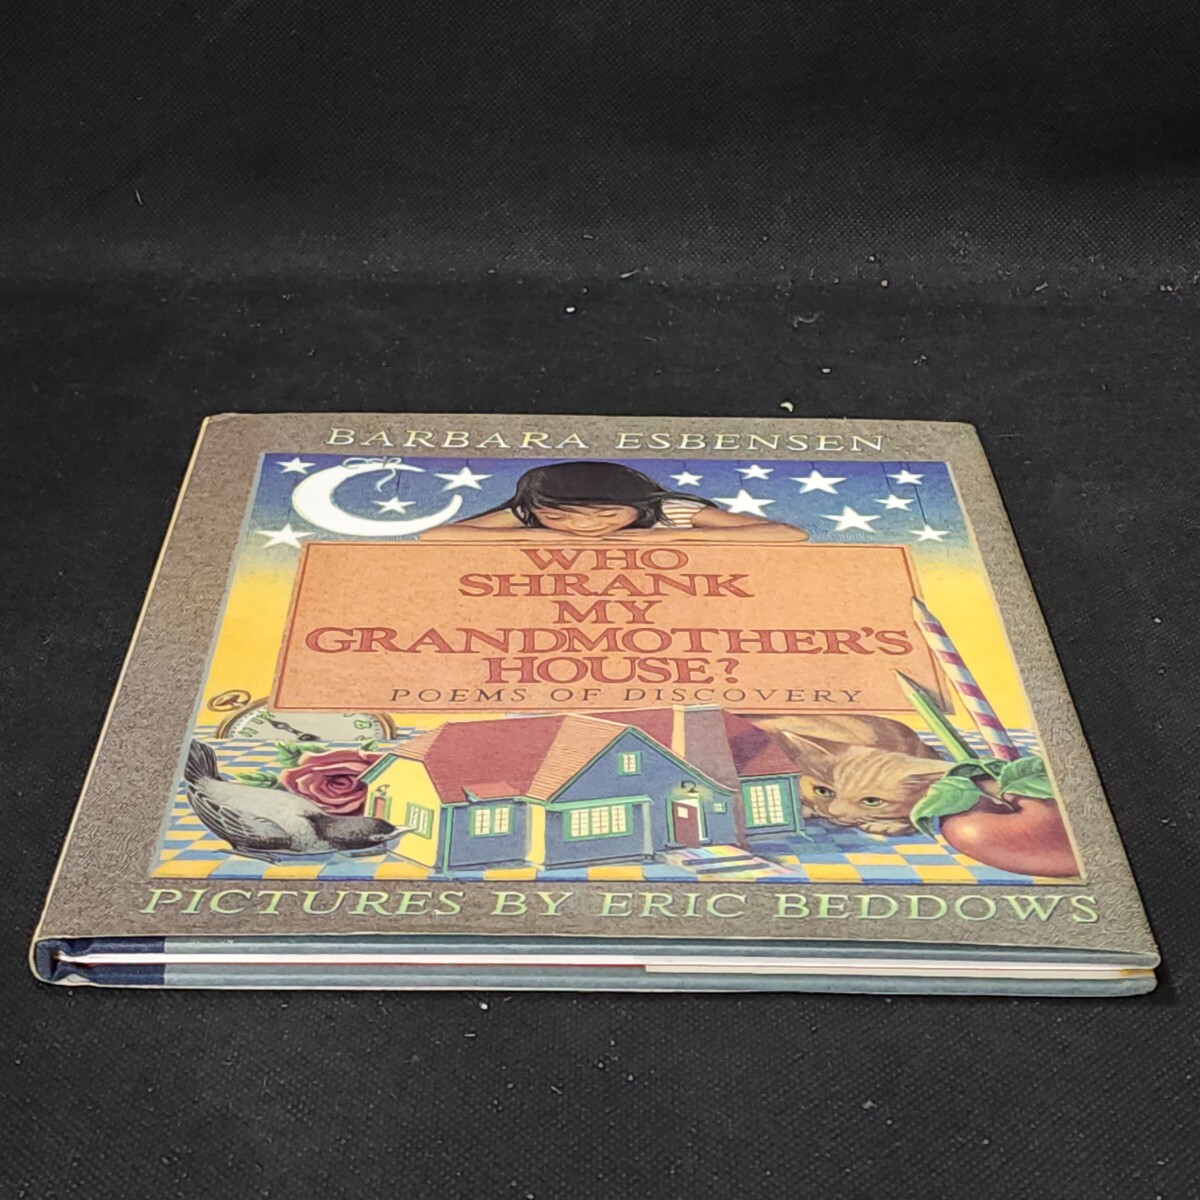 BARBARA ESBENSEN
WHO
SHRANK
MY
GRANDMOTHER'S
HOUSE?
POEMS OF DISCOVERY
PICTURES BY ERIC BEDDOWS